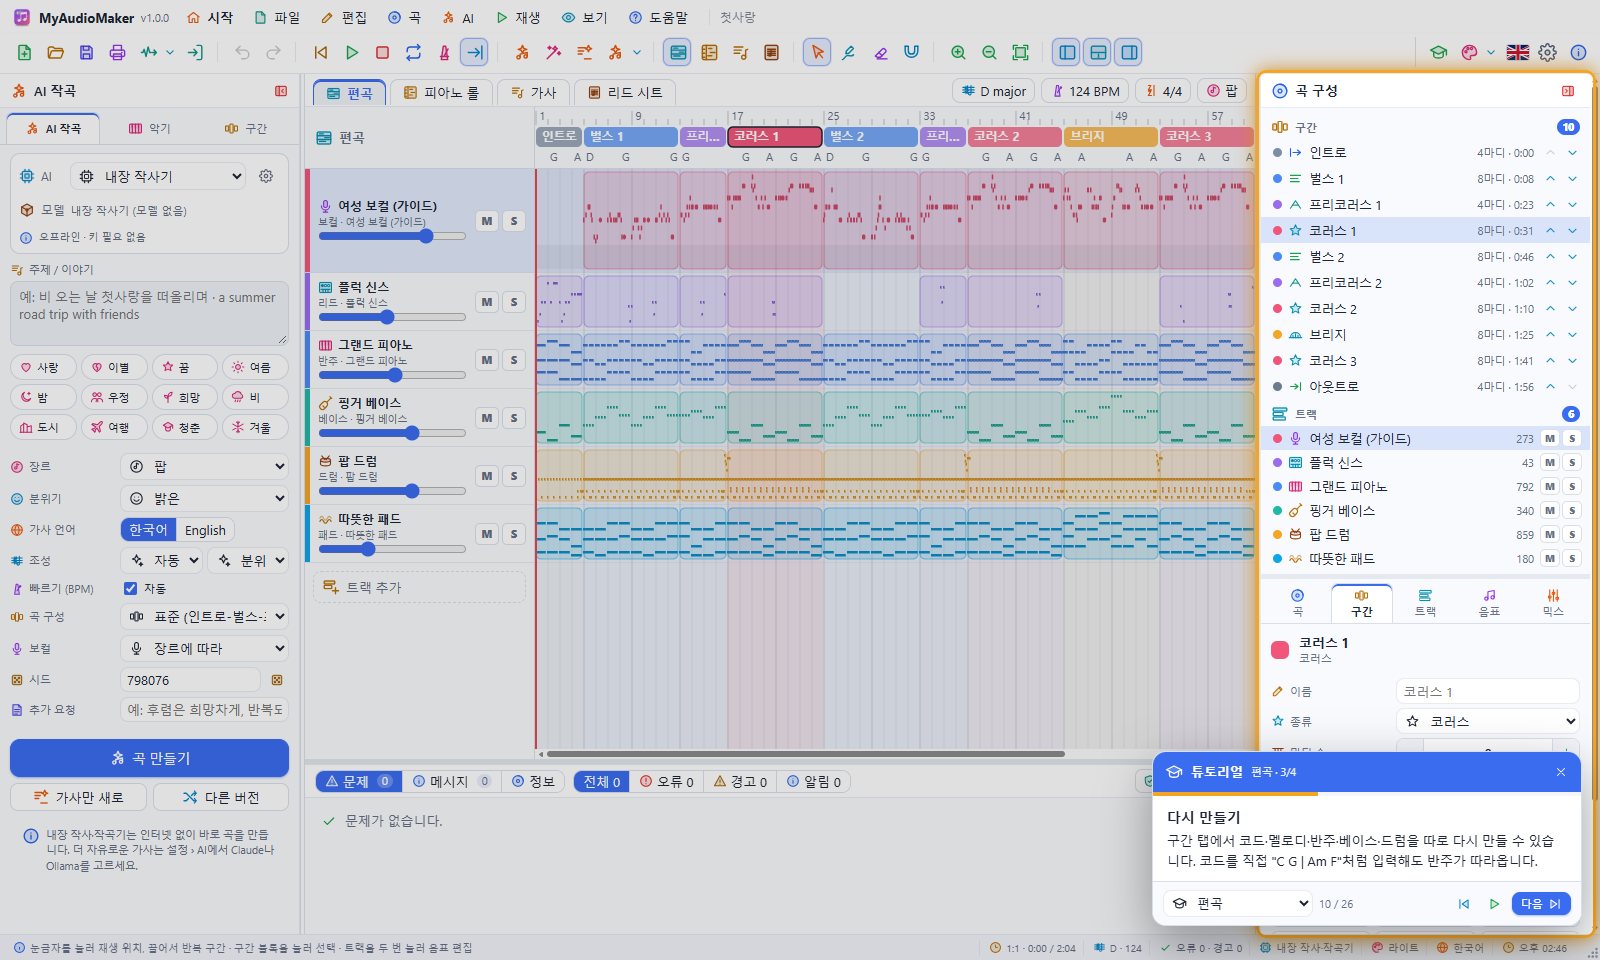 MyAudioMaker v1.0.0 시작 파일 편집 곡 AI 재생 보기 도움말 첫사랑
AI 작곡
AI 작곡 악기 구간
AI 내장 작사기
모델 내장 작사기 (모델 없음)
오프라인 · 키 필요 없음
주제 / 이야기
예: 비 오는 날 첫사랑을 떠올리며 · a summer
road trip with friends
사랑 이별 꿈 여름
밤 우정 희망 비
도시 여행 청춘 겨울
장르 팝
분위기 밝은
가사 언어 한국어 English
조성 자동 분위
빠르기 (BPM) 자동
곡 구성 표준 (인트로-벌스-
보컬 장르에 따라
시드 798076
추가 요청 예: 후렴은 희망차게, 반복도
곡 만들기
가사만 새로 다른 버전
내장 작사·작곡기는 인터넷 없이 바로 곡을 만듭
니다. 더 자유로운 가사는 설정 › AI에서 Claude나
Ollama를 고르세요.
편곡 피아노 롤 가사 리드 시트
D major 124 BPM 4/4 팝
편곡
1 9 17 25 33 41 49 57
인트로 벌스 1 프리... 코러스 1 벌스 2 프리... 코러스 2 브리지 코러스 3
G A D G G G G A G A D G G G G A G A A A A G A G
여성 보컬 (가이드)
보컬 · 여성 보컬 (가이드)
M S
플럭 신스
리드 · 플럭 신스
M S
그랜드 피아노
반주 · 그랜드 피아노
M S
핑거 베이스
베이스 · 핑거 베이스
M S
팝 드럼
드럼 · 팝 드럼
M S
따뜻한 패드
패드 · 따뜻한 패드
M S
트랙 추가
문제 0 메시지 0 정보 전체 0 오류 0 경고 0 알림 0
문제가 없습니다.
곡 구성
구간 10
인트로 4마디 · 0:00
벌스 1 8마디 · 0:08
프리코러스 1 4마디 · 0:23
코러스 1 8마디 · 0:31
벌스 2 8마디 · 0:46
프리코러스 2 4마디 · 1:02
코러스 2 8마디 · 1:10
브리지 8마디 · 1:25
코러스 3 8마디 · 1:41
아웃트로 4마디 · 1:56
트랙 6
여성 보컬 (가이드) 273 M S
플럭 신스 43 M S
그랜드 피아노 792 M S
핑거 베이스 340 M S
팝 드럼 859 M S
따뜻한 패드 180 M S
곡 구간 트랙 음표 믹스
코러스 1
코러스
이름 코러스 1
종류 코러스
튜토리얼 편곡 · 3/4
다시 만들기
구간 탭에서 코드·멜로디·반주·베이스·드럼을 따로 다시 만들 수 있습
니다. 코드를 직접 "C G | Am F"처럼 입력해도 반주가 따라옵니다.
편곡 10 / 26 다음
눈금자를 눌러 재생 위치, 끌어서 반복 구간 · 구간 블록을 눌러 선택 · 트랙을 두 번 눌러 음표 편집
1:1 · 0:00 / 2:04 D · 124 오류 0 · 경고 0 내장 작사·작곡기 라이트 한국어 오후 02:46